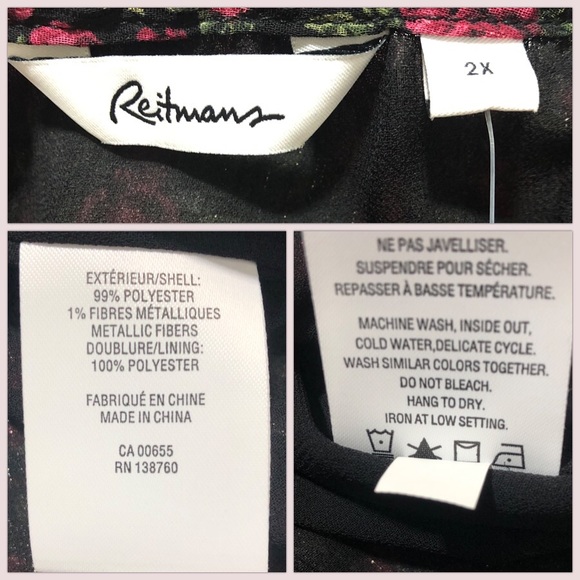 Reitmans
2X
EXTÉRIEUR/SHELL:
99% POLYESTER
1% FIBRES MÉTALLIQUES
METALLIC FIBERS
DOUBLURE/LINING:
100% POLYESTER
FABRIQUÉ EN CHINE
MADE IN CHINA
CA 00655
RN 138760
NE PAS JAVELLISER.
SUSPENDRE POUR SÉCHER.
REPASSER À BASSE TEMPÉRATURE.
MACHINE WASH, INSIDE OUT,
COLD WATER,DELICATE CYCLE.
WASH SIMILAR COLORS TOGETHER.
DO NOT BLEACH.
HANG TO DRY.
IRON AT LOW SETTING.